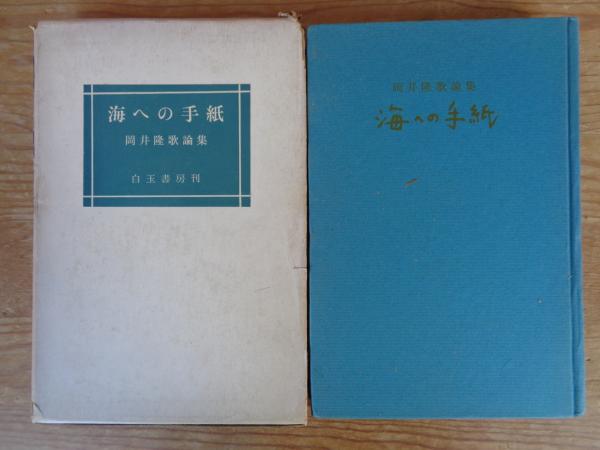 海への手紙
岡井隆歌論集
白玉書房刊
岡井隆歌論集
海への手紙